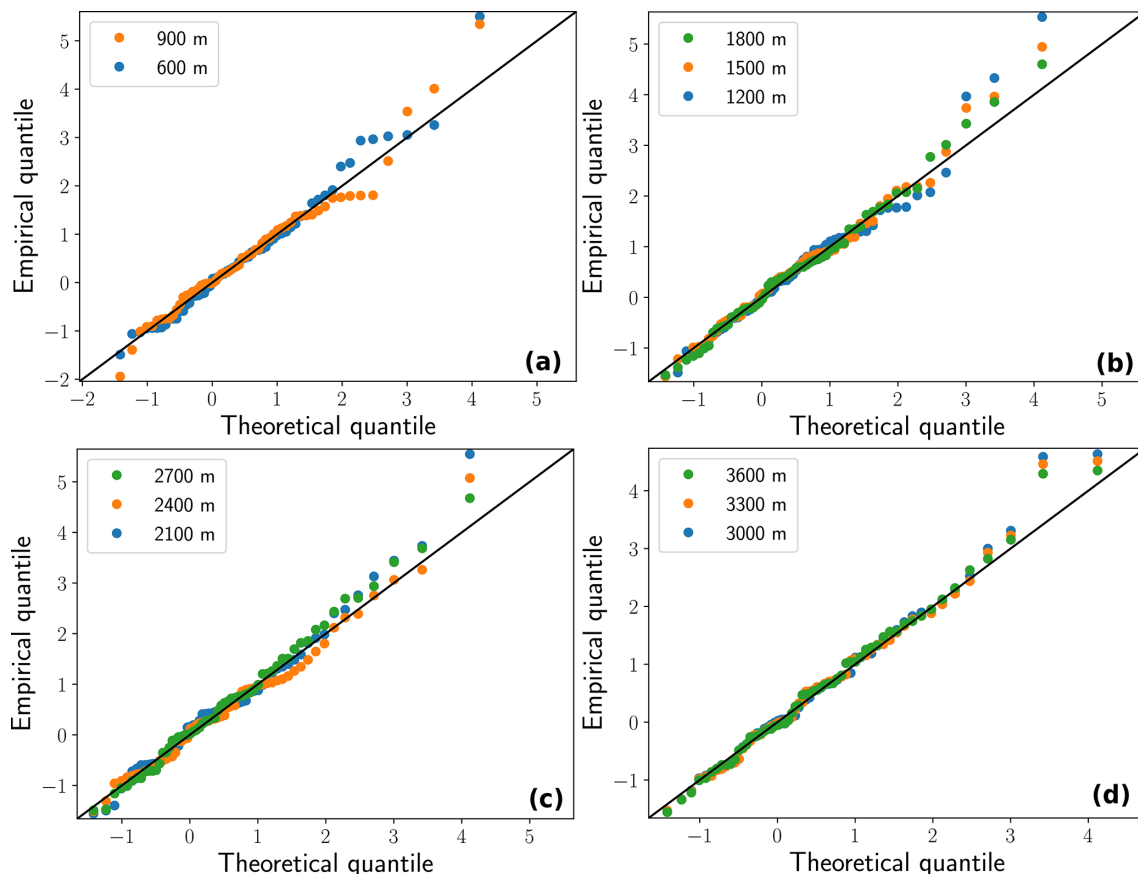 900 m
600 m
5
4
3
2
1
0
−1
−2
Empirical quantile
(a)
−2 −1 0 1 2 3 4 5
Theoretical quantile
1800 m
1500 m
1200 m
5
4
3
2
1
0
−1
Empirical quantile
(b)
−1 0 1 2 3 4 5
Theoretical quantile
2700 m
2400 m
2100 m
5
4
3
2
1
0
−1
Empirical quantile
(c)
−1 0 1 2 3 4 5
Theoretical quantile
3600 m
3300 m
3000 m
4
3
2
1
0
−1
Empirical quantile
(d)
−1 0 1 2 3 4
Theoretical quantile